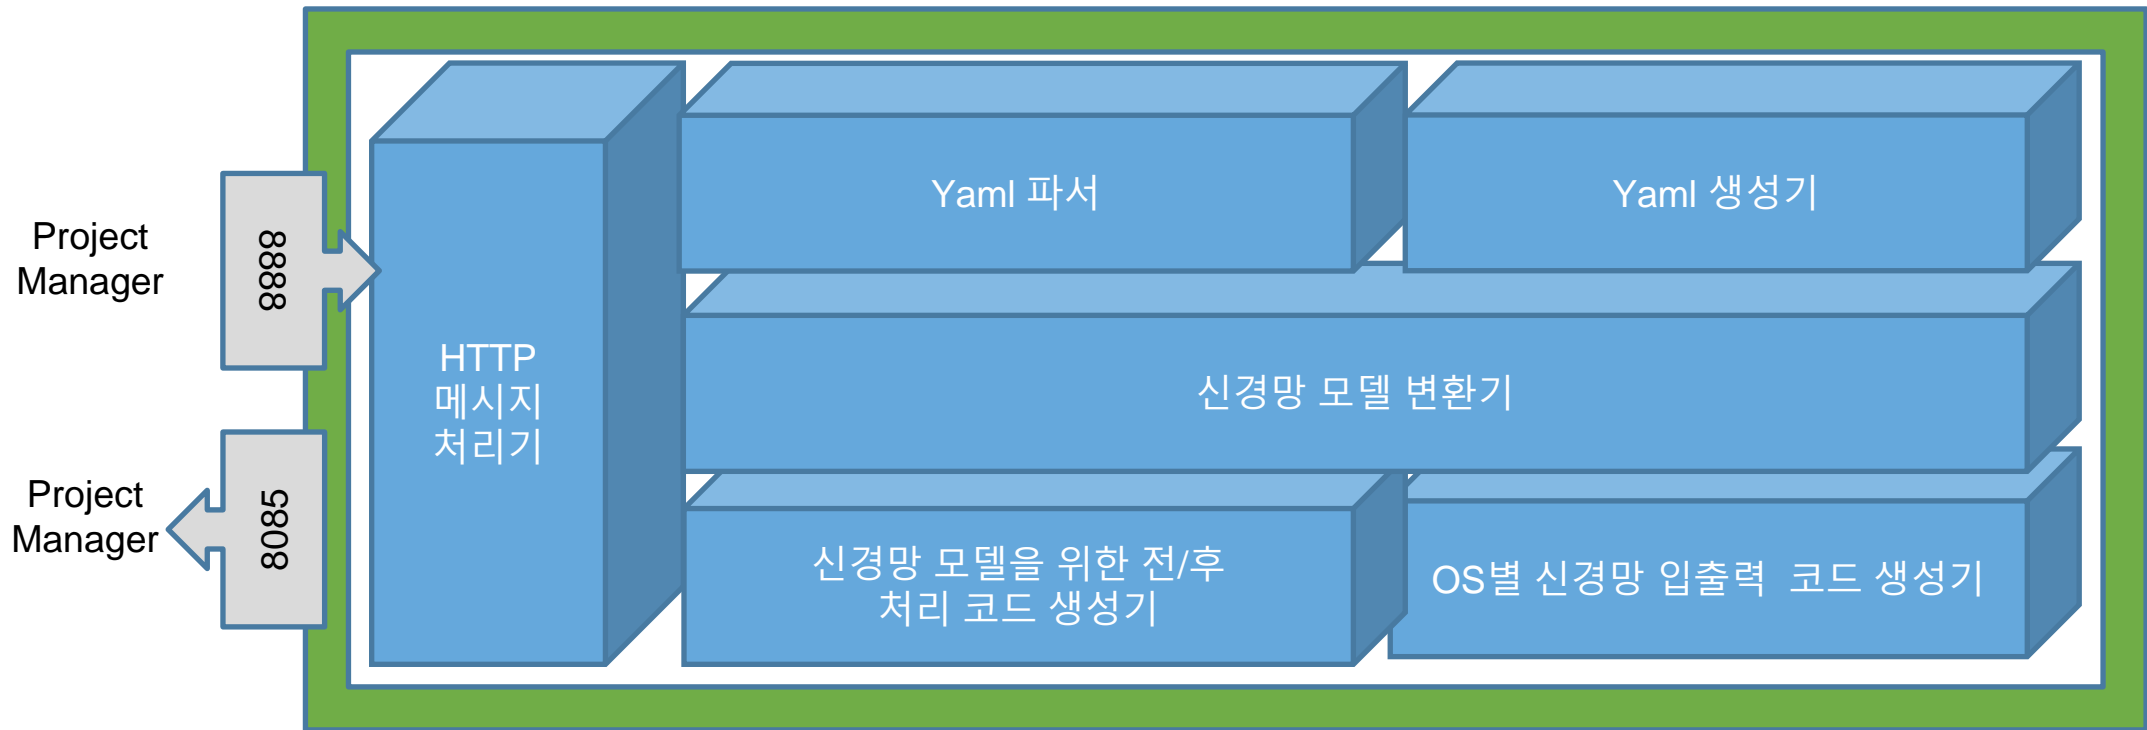 Project
Manager
8888
Project
Manager
8085
HTTP
메시지
처리기
Yaml 파서
Yaml 생성기
신경망 모델 변환기
신경망 모델을 위한 전/후
처리 코드 생성기
OS별 신경망 입출력  코드 생성기